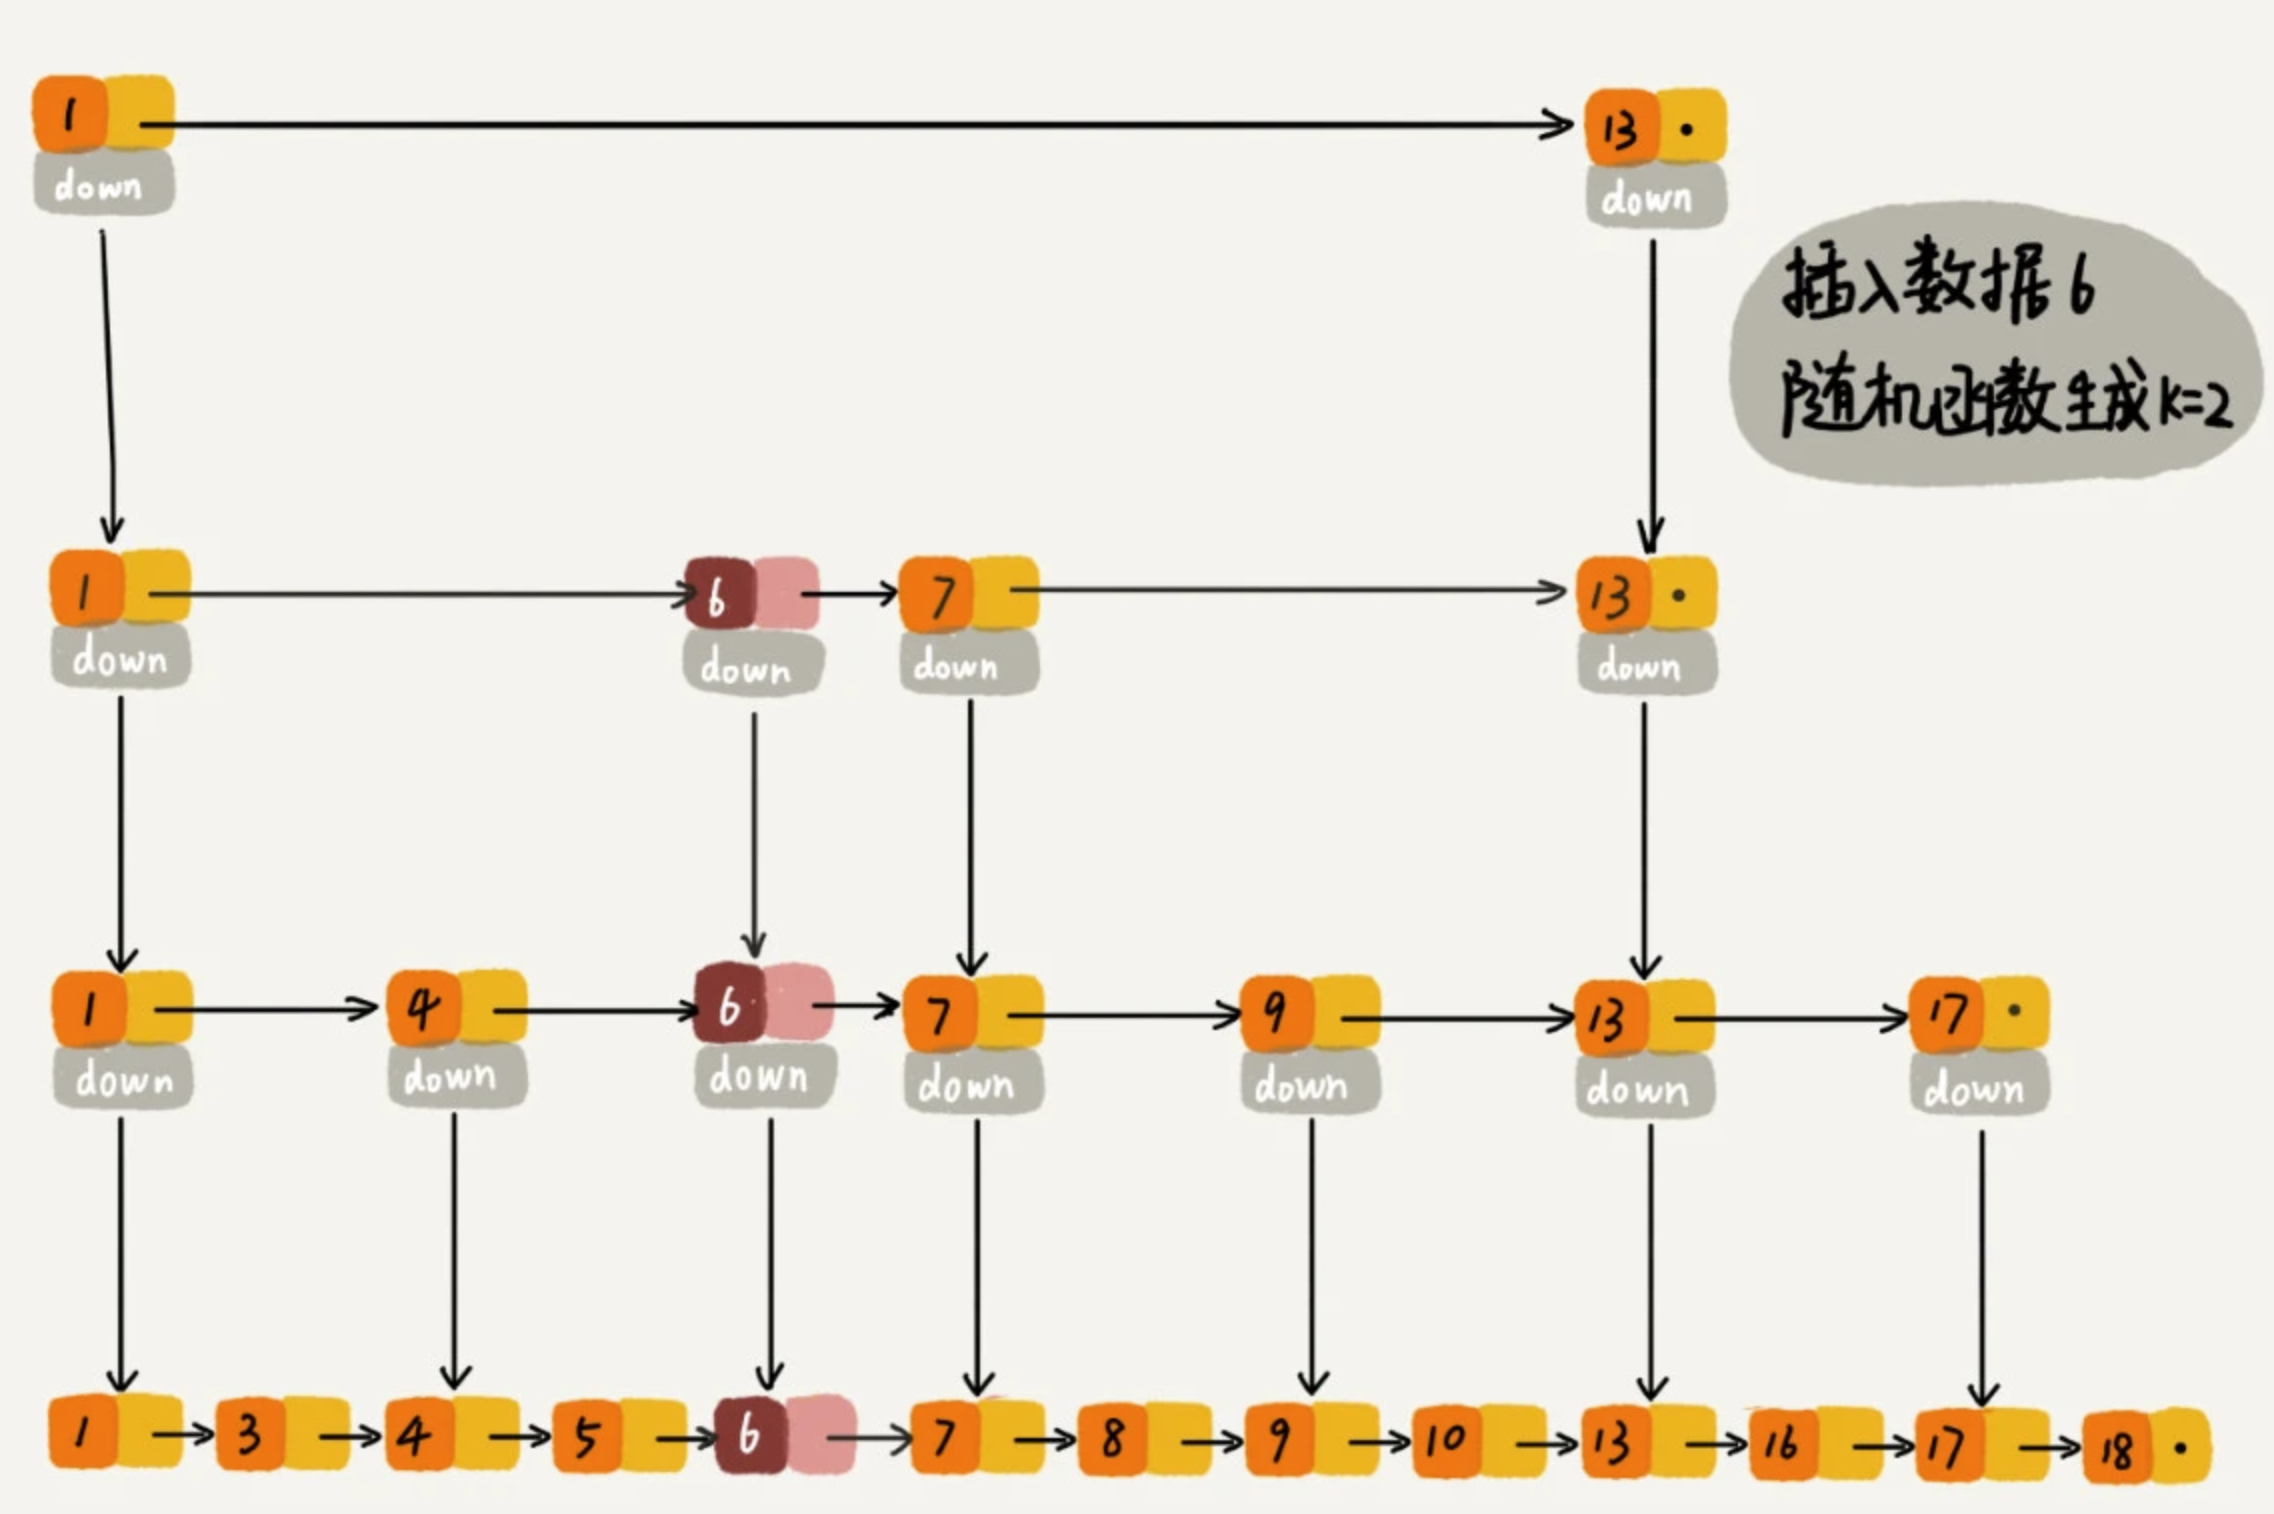 1 13
down down
插入数据6
随机函数生成k=2
1 6 7 13
down down down down
1 4 6 7 9 13 17
down down down down down down down
1 3 4 5 6 7 8 9 10 13 16 17 18